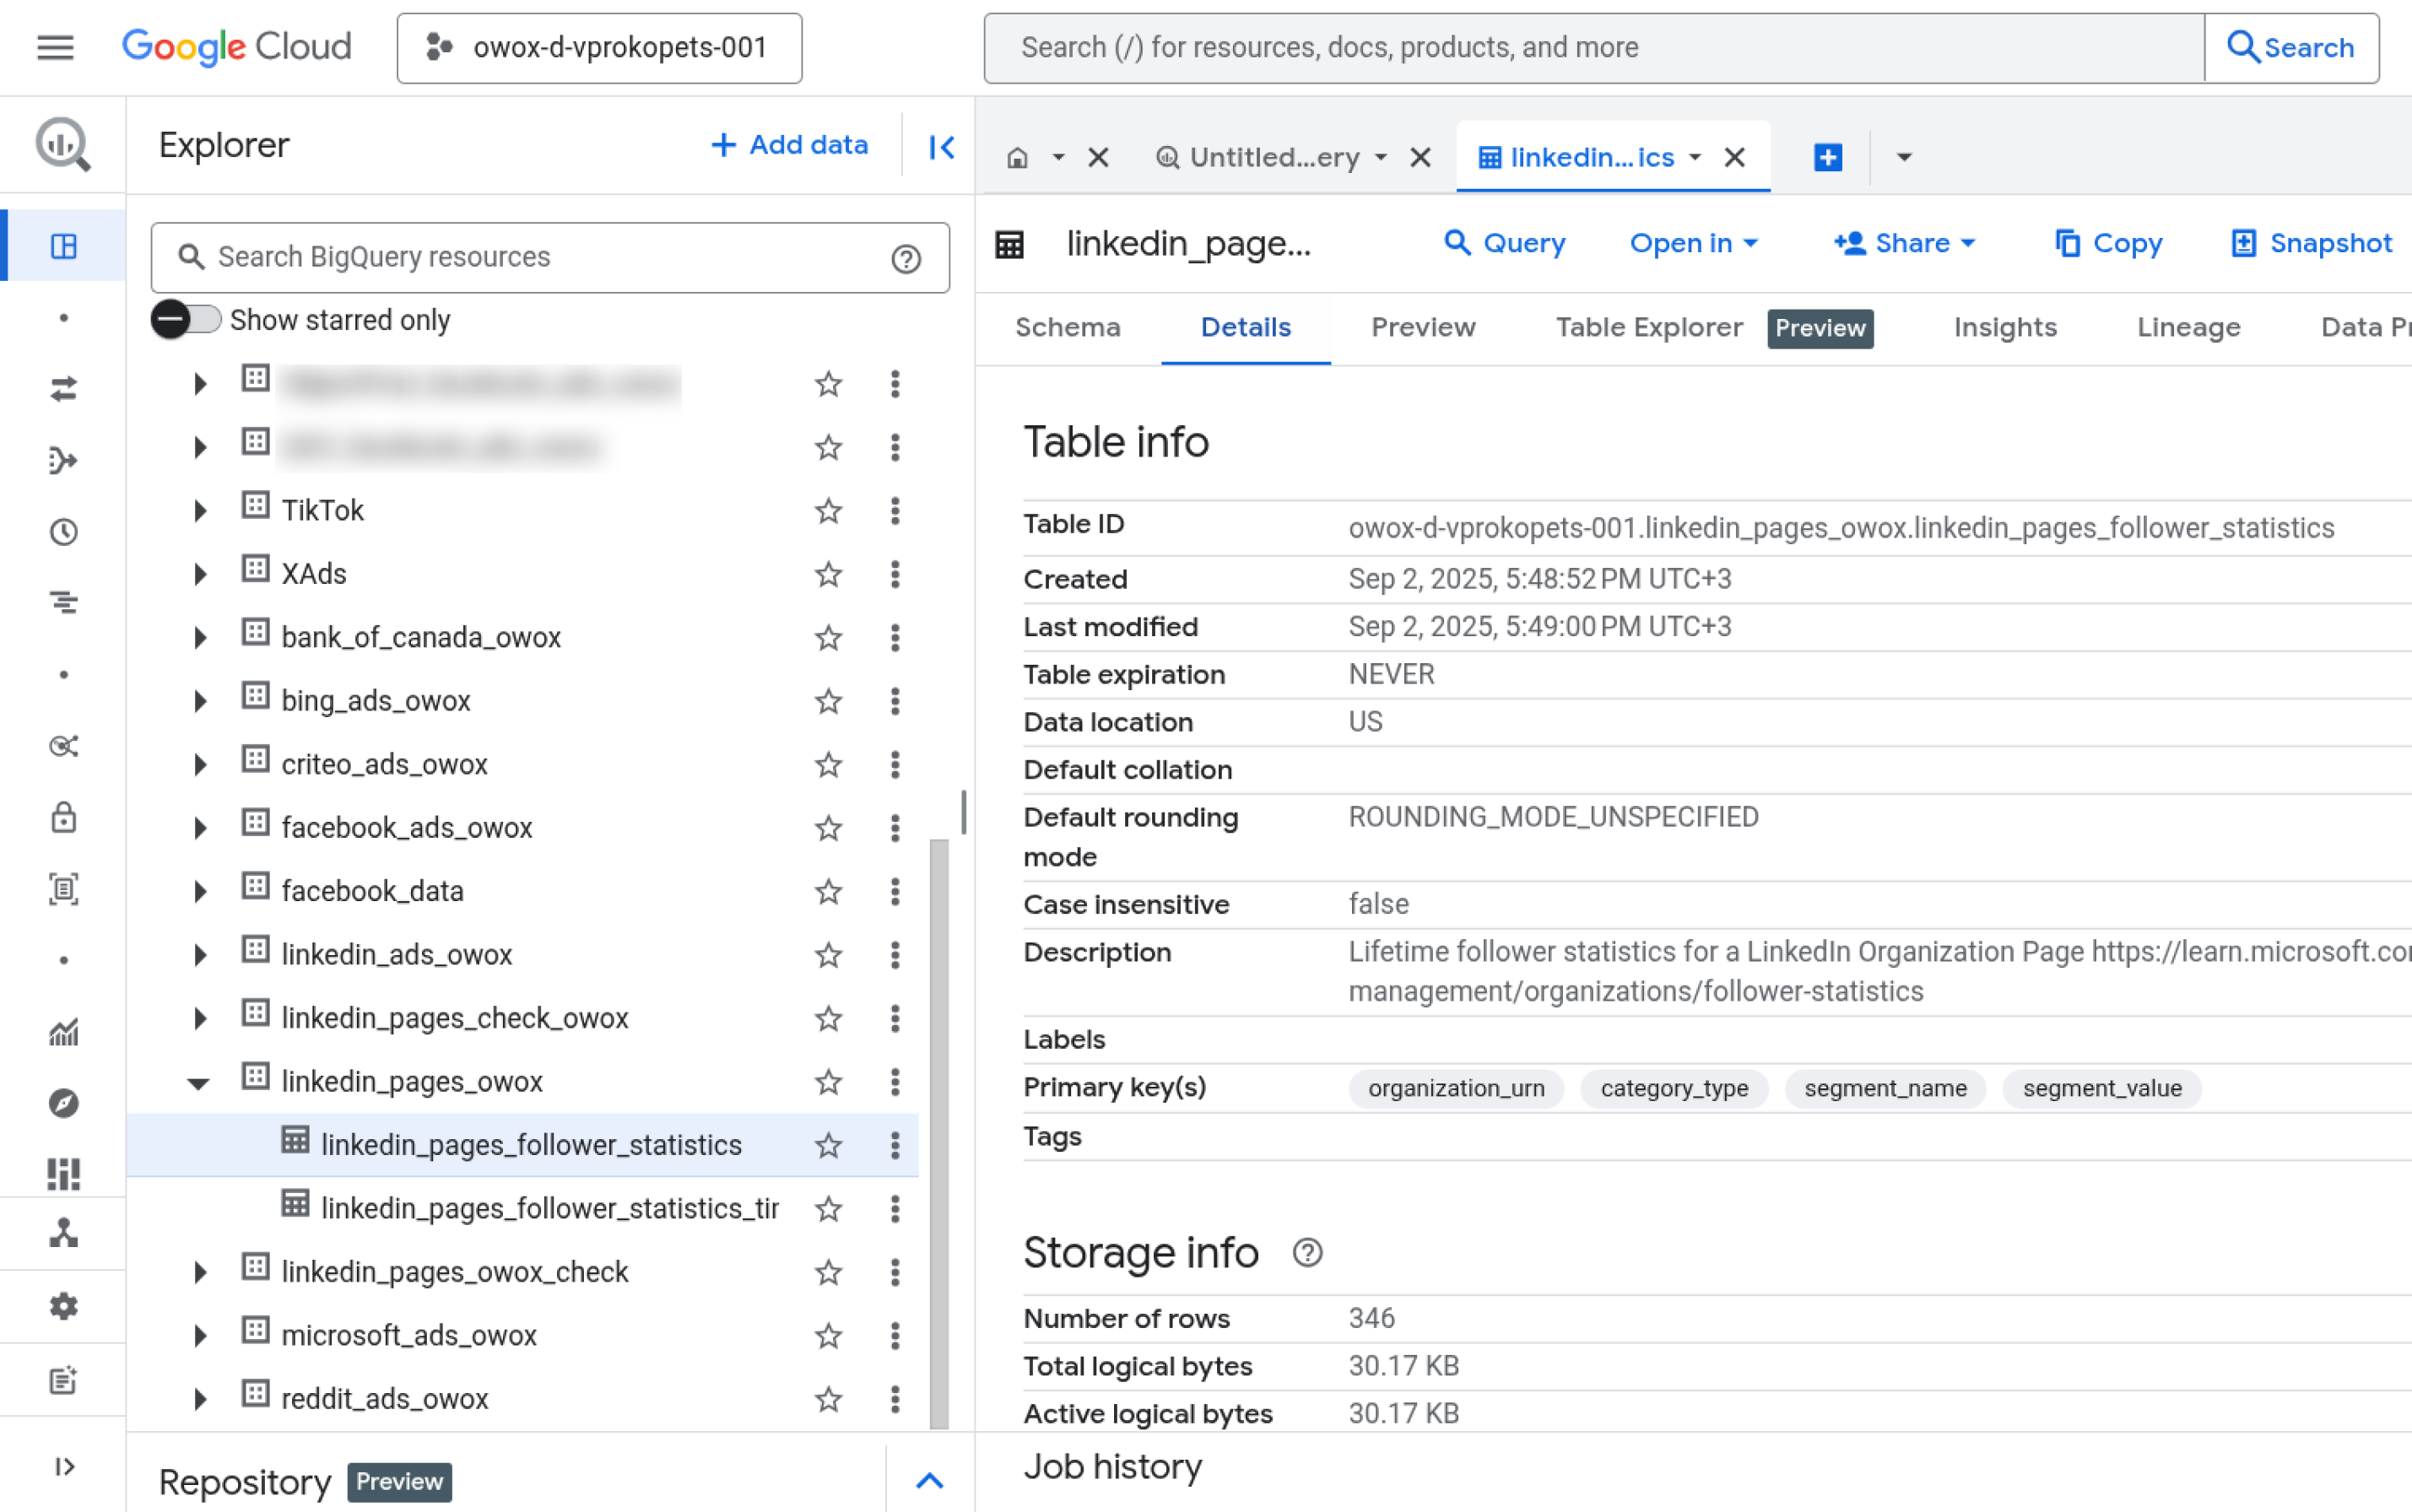 Google Cloud
owox-d-vprokopets-001
Search (/) for resources, docs, products, and more
Search
Explorer
Add data
Search BigQuery resources
Show starred only
TikTok
XAds
bank_of_canada_owox
bing_ads_owox
criteo_ads_owox
facebook_ads_owox
facebook_data
linkedin_ads_owox
linkedin_pages_check_owox
linkedin_pages_owox
linkedin_pages_follower_statistics
linkedin_pages_follower_statistics_tir
linkedin_pages_owox_check
microsoft_ads_owox
reddit_ads_owox
Repository Preview
Untitled...ery
linkedin...ics
linkedin_page...
Query
Open in
Share
Copy
Snapshot
Schema
Details
Preview
Table Explorer Preview
Insights
Lineage
Data Pr
Table info
Table ID owox-d-vprokopets-001.linkedin_pages_owox.linkedin_pages_follower_statistics
Created Sep 2, 2025, 5:48:52 PM UTC+3
Last modified Sep 2, 2025, 5:49:00 PM UTC+3
Table expiration NEVER
Data location US
Default collation
Default rounding ROUNDING_MODE_UNSPECIFIED
mode
Case insensitive false
Description Lifetime follower statistics for a LinkedIn Organization Page https://learn.microsoft.co
management/organizations/follower-statistics
Labels
Primary key(s) organization_urn category_type segment_name segment_value
Tags
Storage info
Number of rows 346
Total logical bytes 30.17 KB
Active logical bytes 30.17 KB
Job history